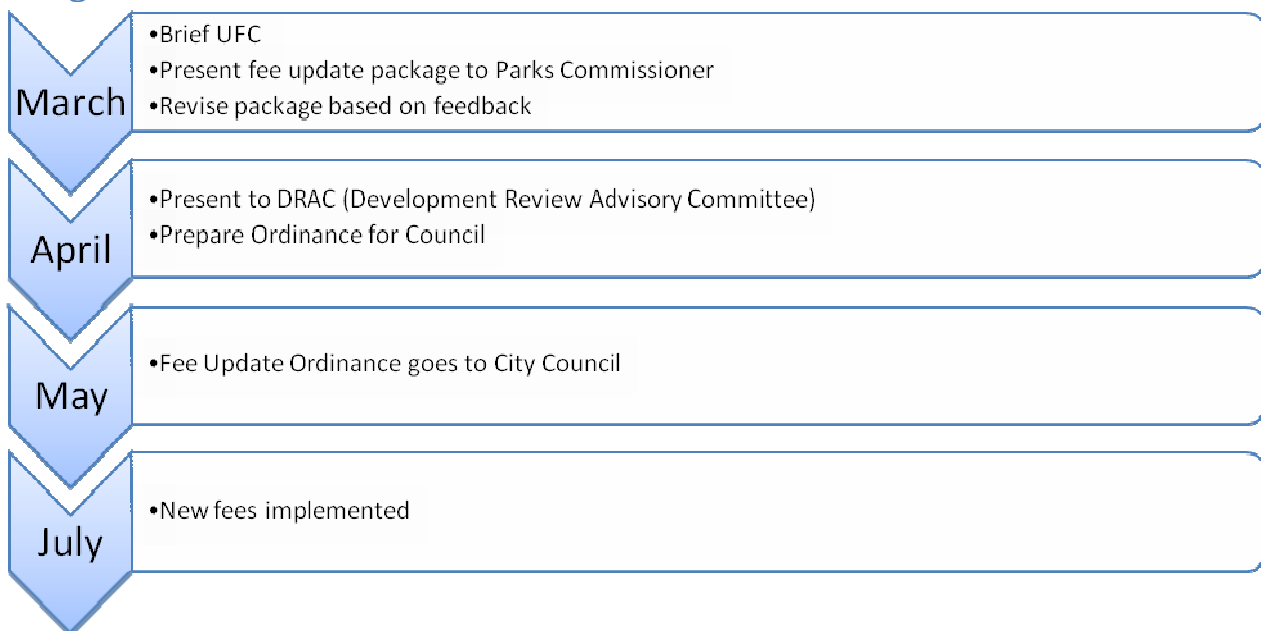 March
•Brief UFC
•Present fee update package to Parks Commissioner
•Revise package based on feedback
April
•Present to DRAC (Development Review Advisory Committee)
•Prepare Ordinance for Council
May
•Fee Update Ordinance goes to City Council
July
•New fees implemented